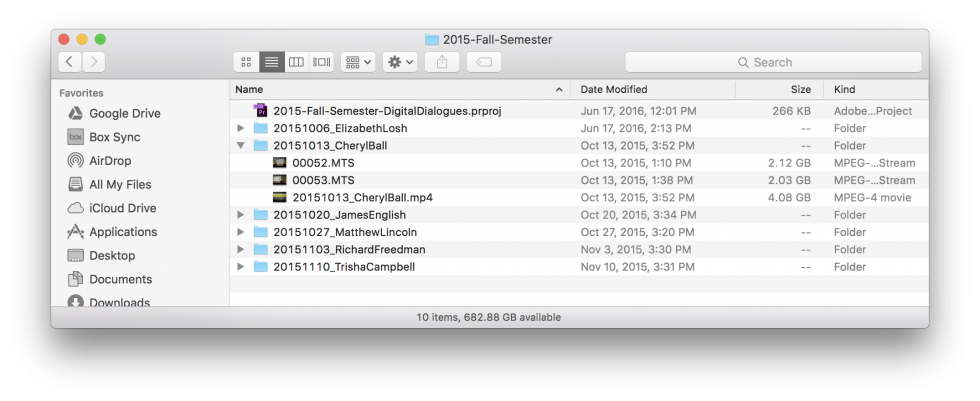 2015-Fall-Semester
Search
Favorites
Google Drive
box Box Sync
AirDrop
All My Files
iCloud Drive
Applications
Desktop
Documents
Downloads
Name Date Modified Size Kind
Pr 2015-Fall-Semester-DigitalDialogues.prproj Jun 17, 2016, 12:01 PM 266 KB Adobe...Project
20151006_ElizabethLosh Jun 17, 2016, 2:13 PM -- Folder
20151013_CherylBall Oct 13, 2015, 3:52 PM -- Folder
00052.MTS Oct 13, 2015, 1:10 PM 2.12 GB MPEG-...Stream
00053.MTS Oct 13, 2015, 1:38 PM 2.03 GB MPEG-...Stream
20151013_CherylBall.mp4 Oct 13, 2015, 3:52 PM 4.08 GB MPEG-4 movie
20151020_JamesEnglish Oct 20, 2015, 3:34 PM -- Folder
20151027_MatthewLincoln Oct 27, 2015, 3:20 PM -- Folder
20151103_RichardFreedman Nov 3, 2015, 3:30 PM -- Folder
20151110_TrishaCampbell Nov 10, 2015, 3:31 PM -- Folder
10 items, 682.88 GB available